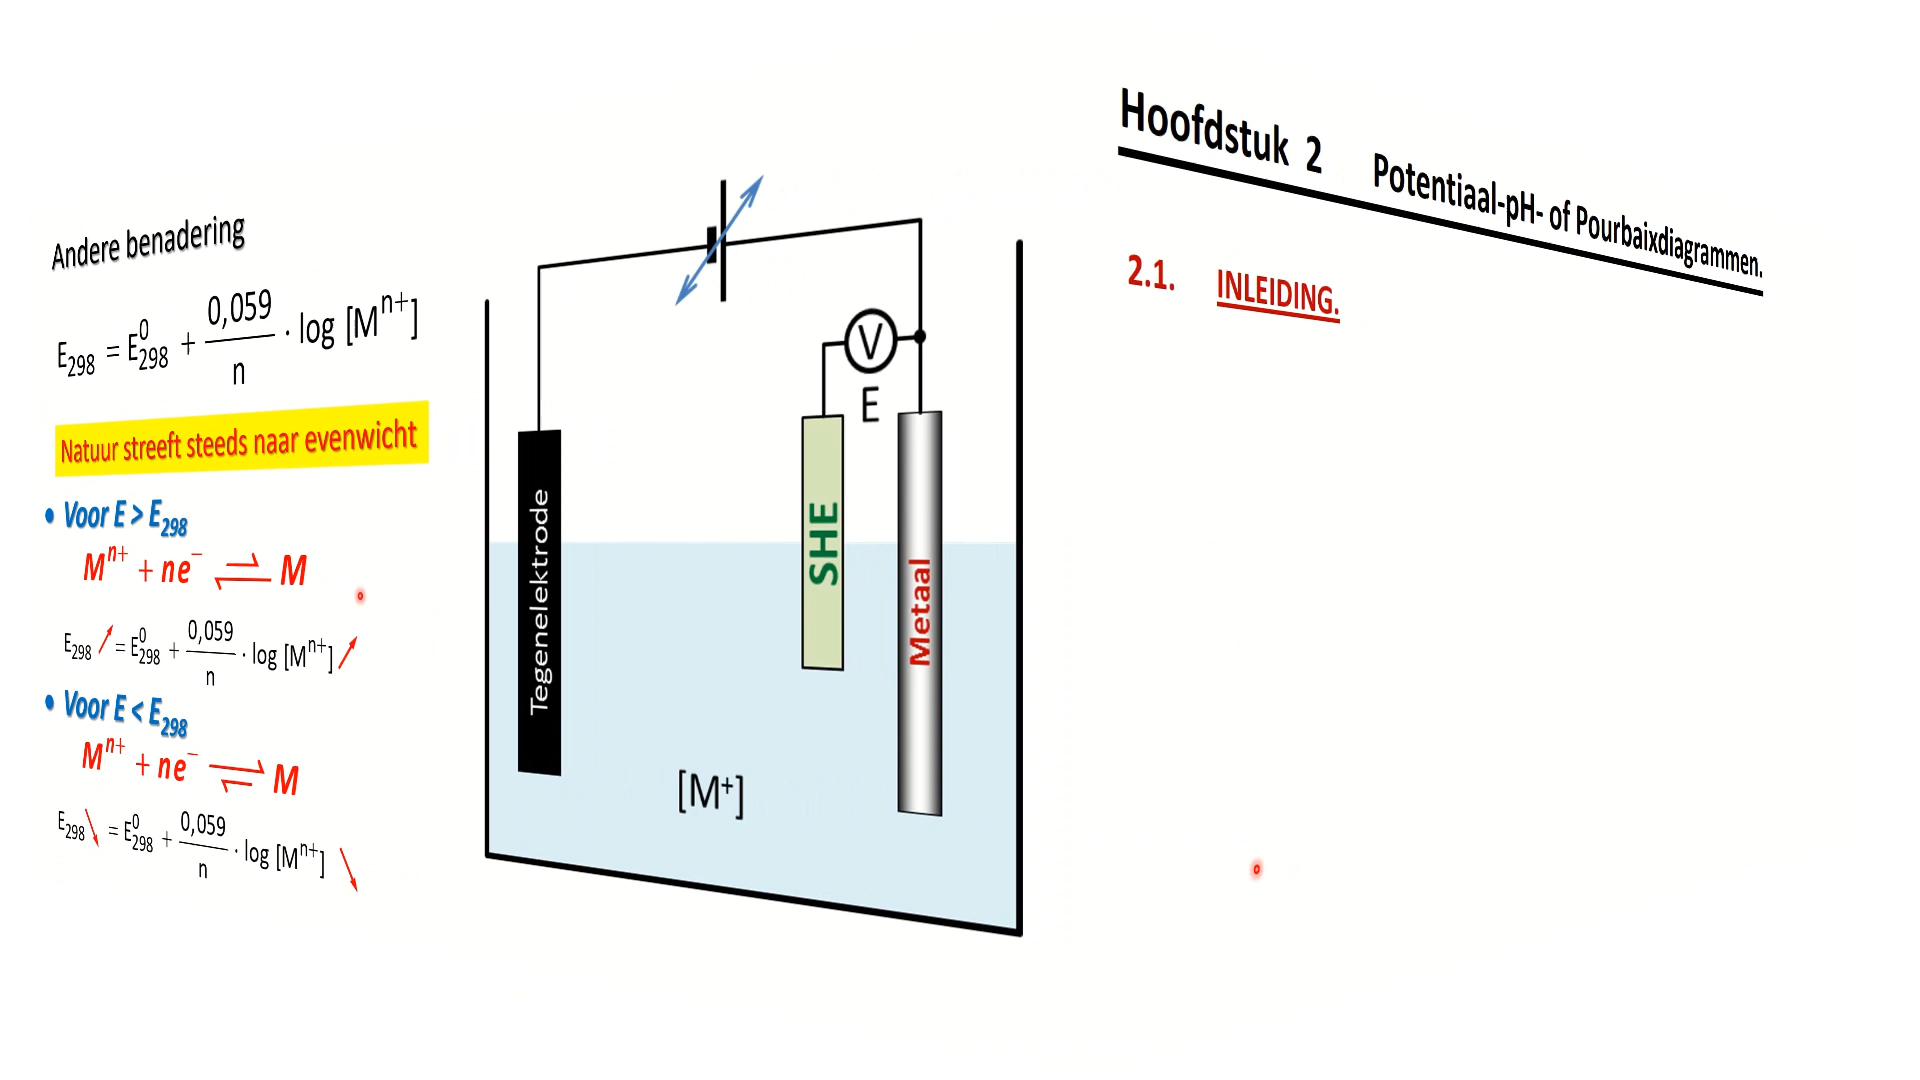 Andere benadering
E298 = E⁰298 + 0,059/n · log [Mⁿ⁺]
Natuur streeft steeds naar evenwicht
• Voor E > E298
Mⁿ⁺ + ne⁻ ⇌ M
E298 ↗ = E⁰298 + 0,059/n · log [Mⁿ⁺] ↗
• Voor E < E298
Mⁿ⁺ + ne⁻ ⇌ M
E298 ↘ = E⁰298 + 0,059/n · log [Mⁿ⁺] ↘
V
E
Tegenelektrode
SHE
Metaal
[M⁺]
Hoofdstuk 2 Potentiaal-pH- of Pourbaixdiagrammen.
2.1. INLEIDING.